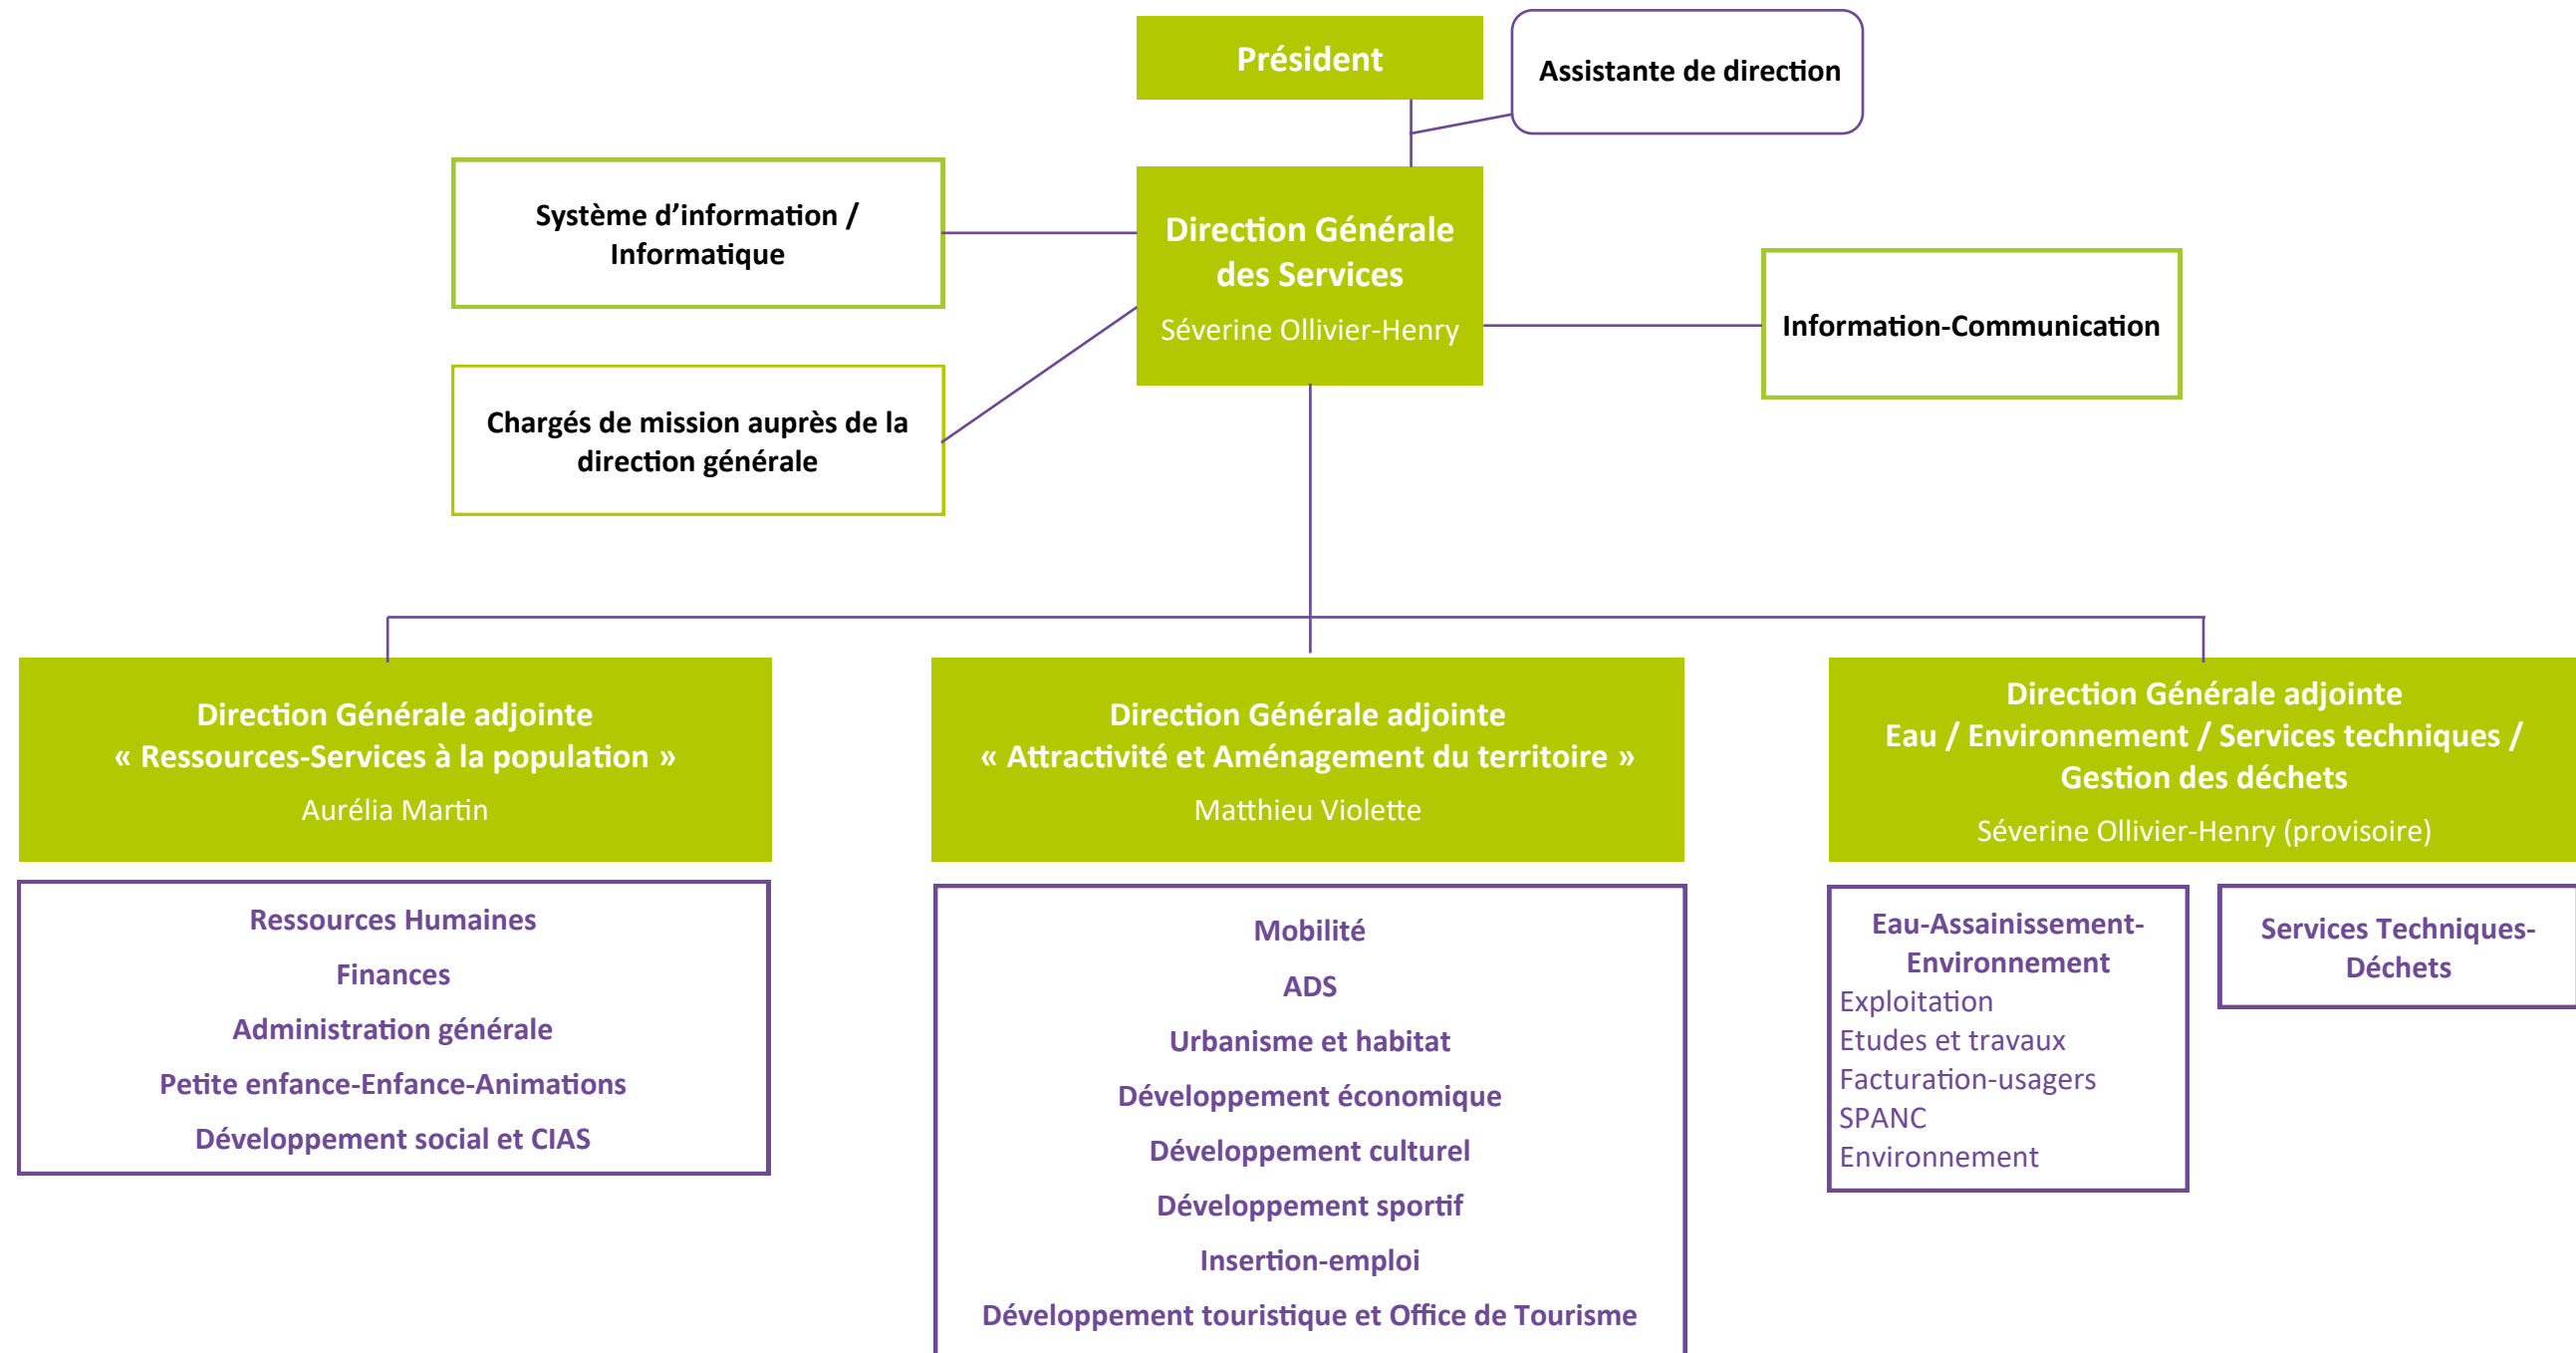 Président
Assistante de direction
Système d’information /
Informatique
Direction Générale
des Services
Séverine Ollivier-Henry
Information-Communication
Chargés de mission auprès de la
direction générale
Direction Générale adjointe
« Ressources-Services à la population »
Aurélia Martin
Ressources Humaines
Finances
Administration générale
Petite enfance-Enfance-Animations
Développement social et CIAS
Direction Générale adjointe
« Attractivité et Aménagement du territoire »
Matthieu Violette
Mobilité
ADS
Urbanisme et habitat
Développement économique
Développement culturel
Développement sportif
Insertion-emploi
Développement touristique et Office de Tourisme
Direction Générale adjointe
Eau / Environnement / Services techniques /
Gestion des déchets
Séverine Ollivier-Henry (provisoire)
Eau-Assainissement-
Environnement
Exploitation
Etudes et travaux
Facturation-usagers
SPANC
Environnement
Services Techniques-
Déchets